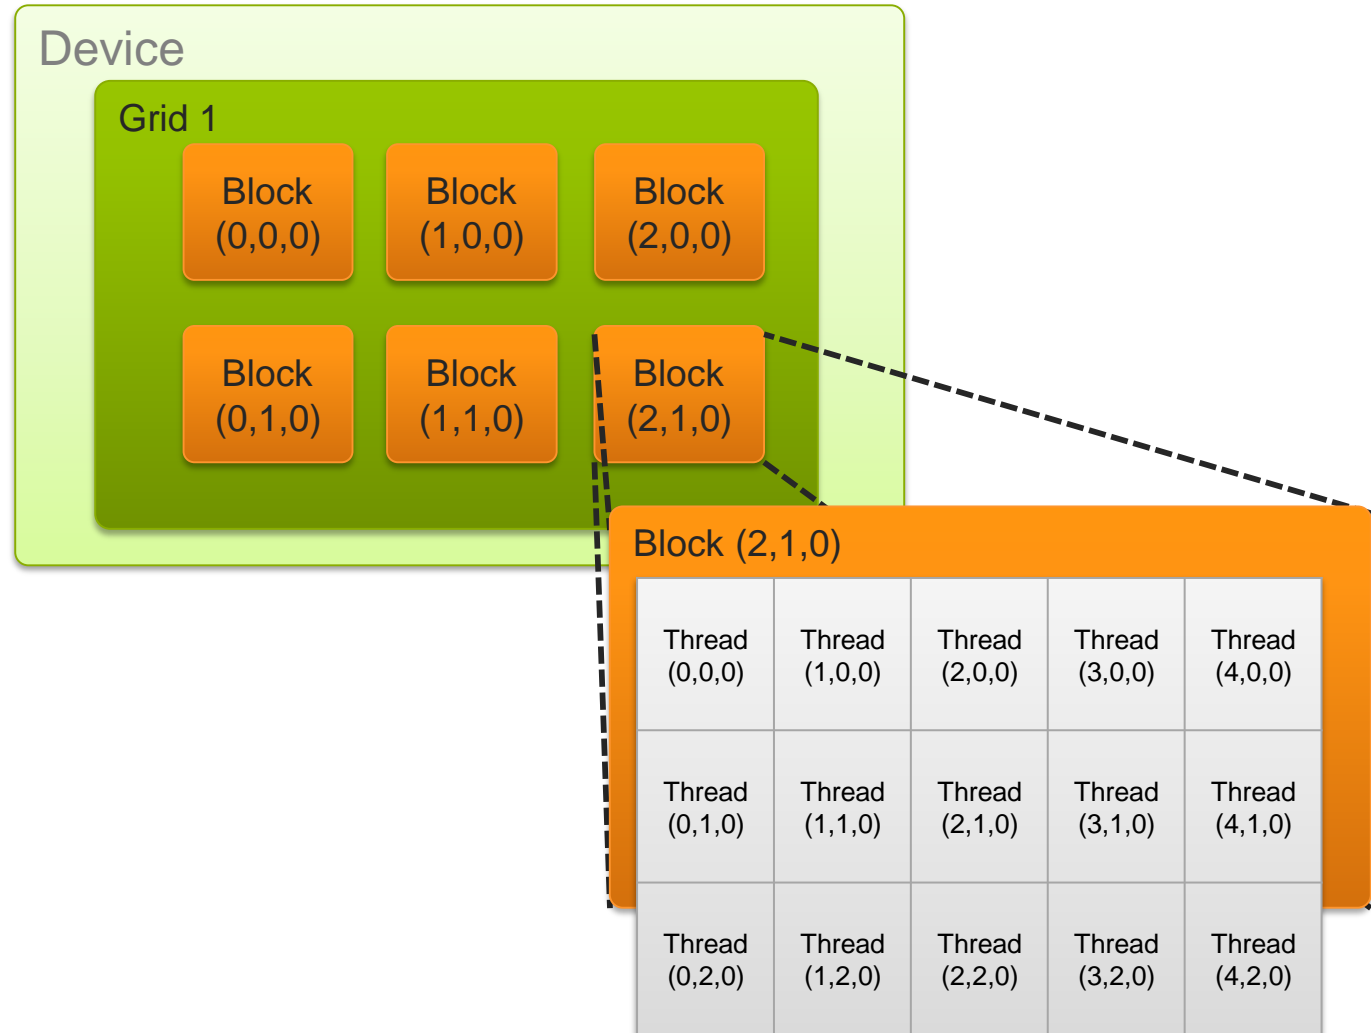 Device
Grid 1
Block
(0,0,0)
Block
(1,0,0)
Block
(2,0,0)
Block
(0,1,0)
Block
(1,1,0)
Block
(2,1,0)
Block (2,1,0)
Thread
(0,0,0)
Thread
(1,0,0)
Thread
(2,0,0)
Thread
(3,0,0)
Thread
(4,0,0)
Thread
(0,1,0)
Thread
(1,1,0)
Thread
(2,1,0)
Thread
(3,1,0)
Thread
(4,1,0)
Thread
(0,2,0)
Thread
(1,2,0)
Thread
(2,2,0)
Thread
(3,2,0)
Thread
(4,2,0)